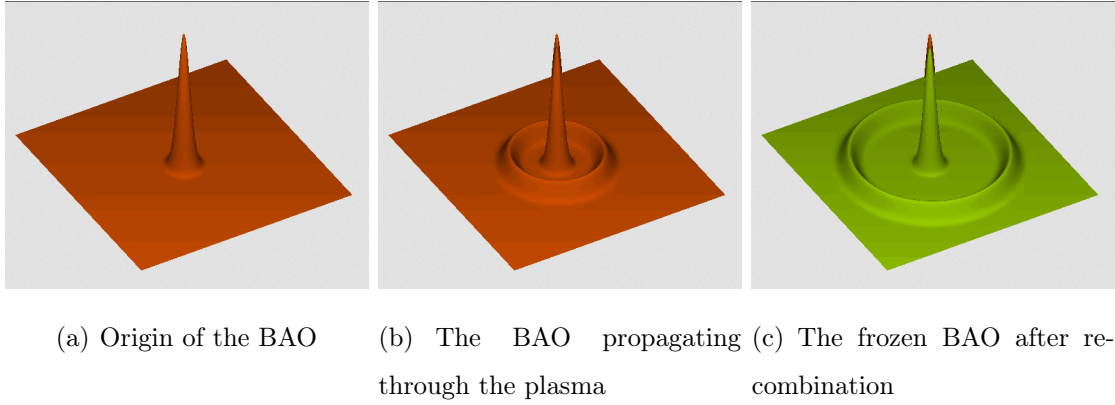 (a) Origin of the BAO
(b) The BAO propagating
through the plasma
(c) The frozen BAO after re-
combination